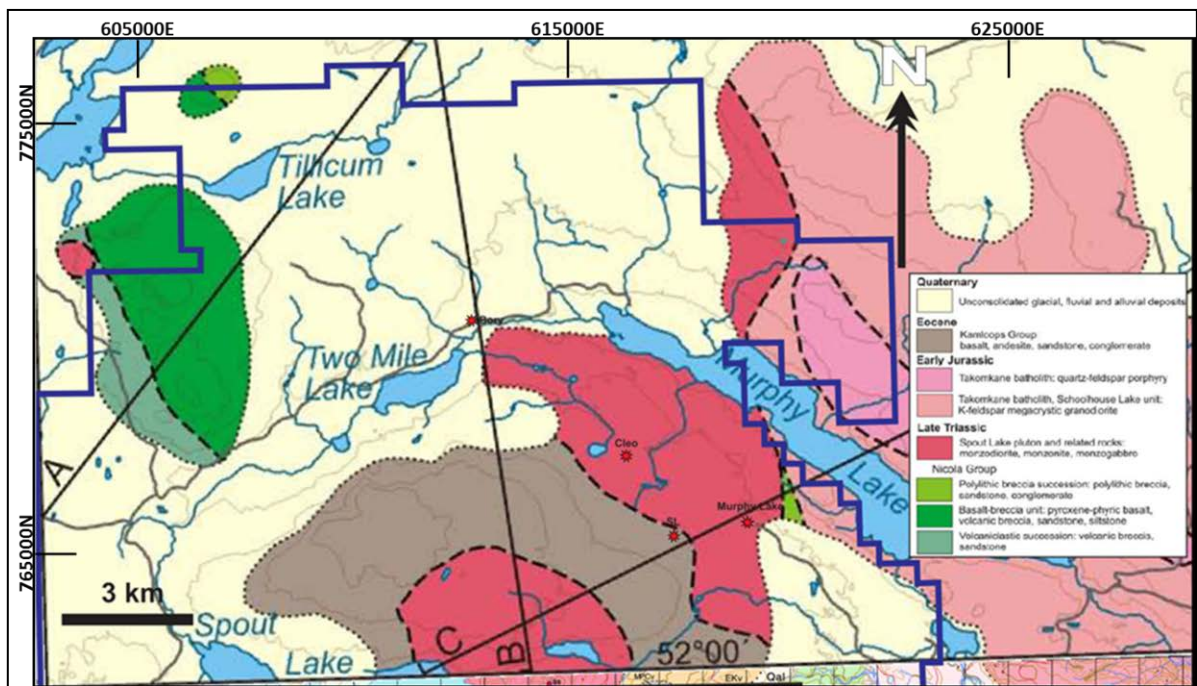 605000E
615000E
625000E
N
7750000N
Tillicum
Lake
Quaternary
Unconsolidated glacial, fluvial and alluvial deposits
Eocene
Kamloops Group:
basalt, andesite, sandstone, conglomerate
Early Jurassic
Takomkane batholith: quartz-feldspar porphyry
Takomkane batholith, Schoolhouse Lake unit:
K-feldspar megacrystic granodiorite
Late Triassic
Spout Lake pluton and related rocks:
monzodiorite, monzonite, monzogabbro
Nicola Group
Polylithic breccia succession: polylithic breccia,
sandstone, conglomerate
Basalt-breccia unit: pyroxene-phyric basalt,
volcanic breccia, sandstone, siltstone
Volcaniclastic succession: volcanic breccia,
sandstone
Two Mile
Lake
Murphy
Lake
Cleo
A
Murphy Lake
7650000N
3 km
Spout
Lake
C
B
52°00´
EKv
Qal